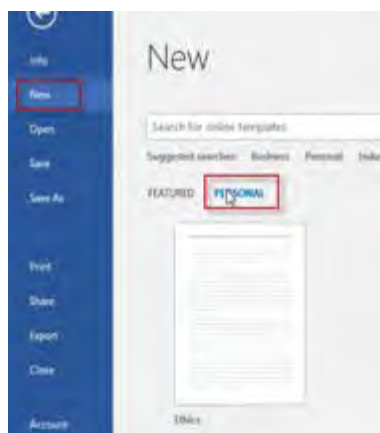 Info
New
Open
Save
Save As
Print
Share
Export
Close
Account
New
Search for online templates
Suggested searches: Business Personal
FEATURED PERSONAL
Ethics